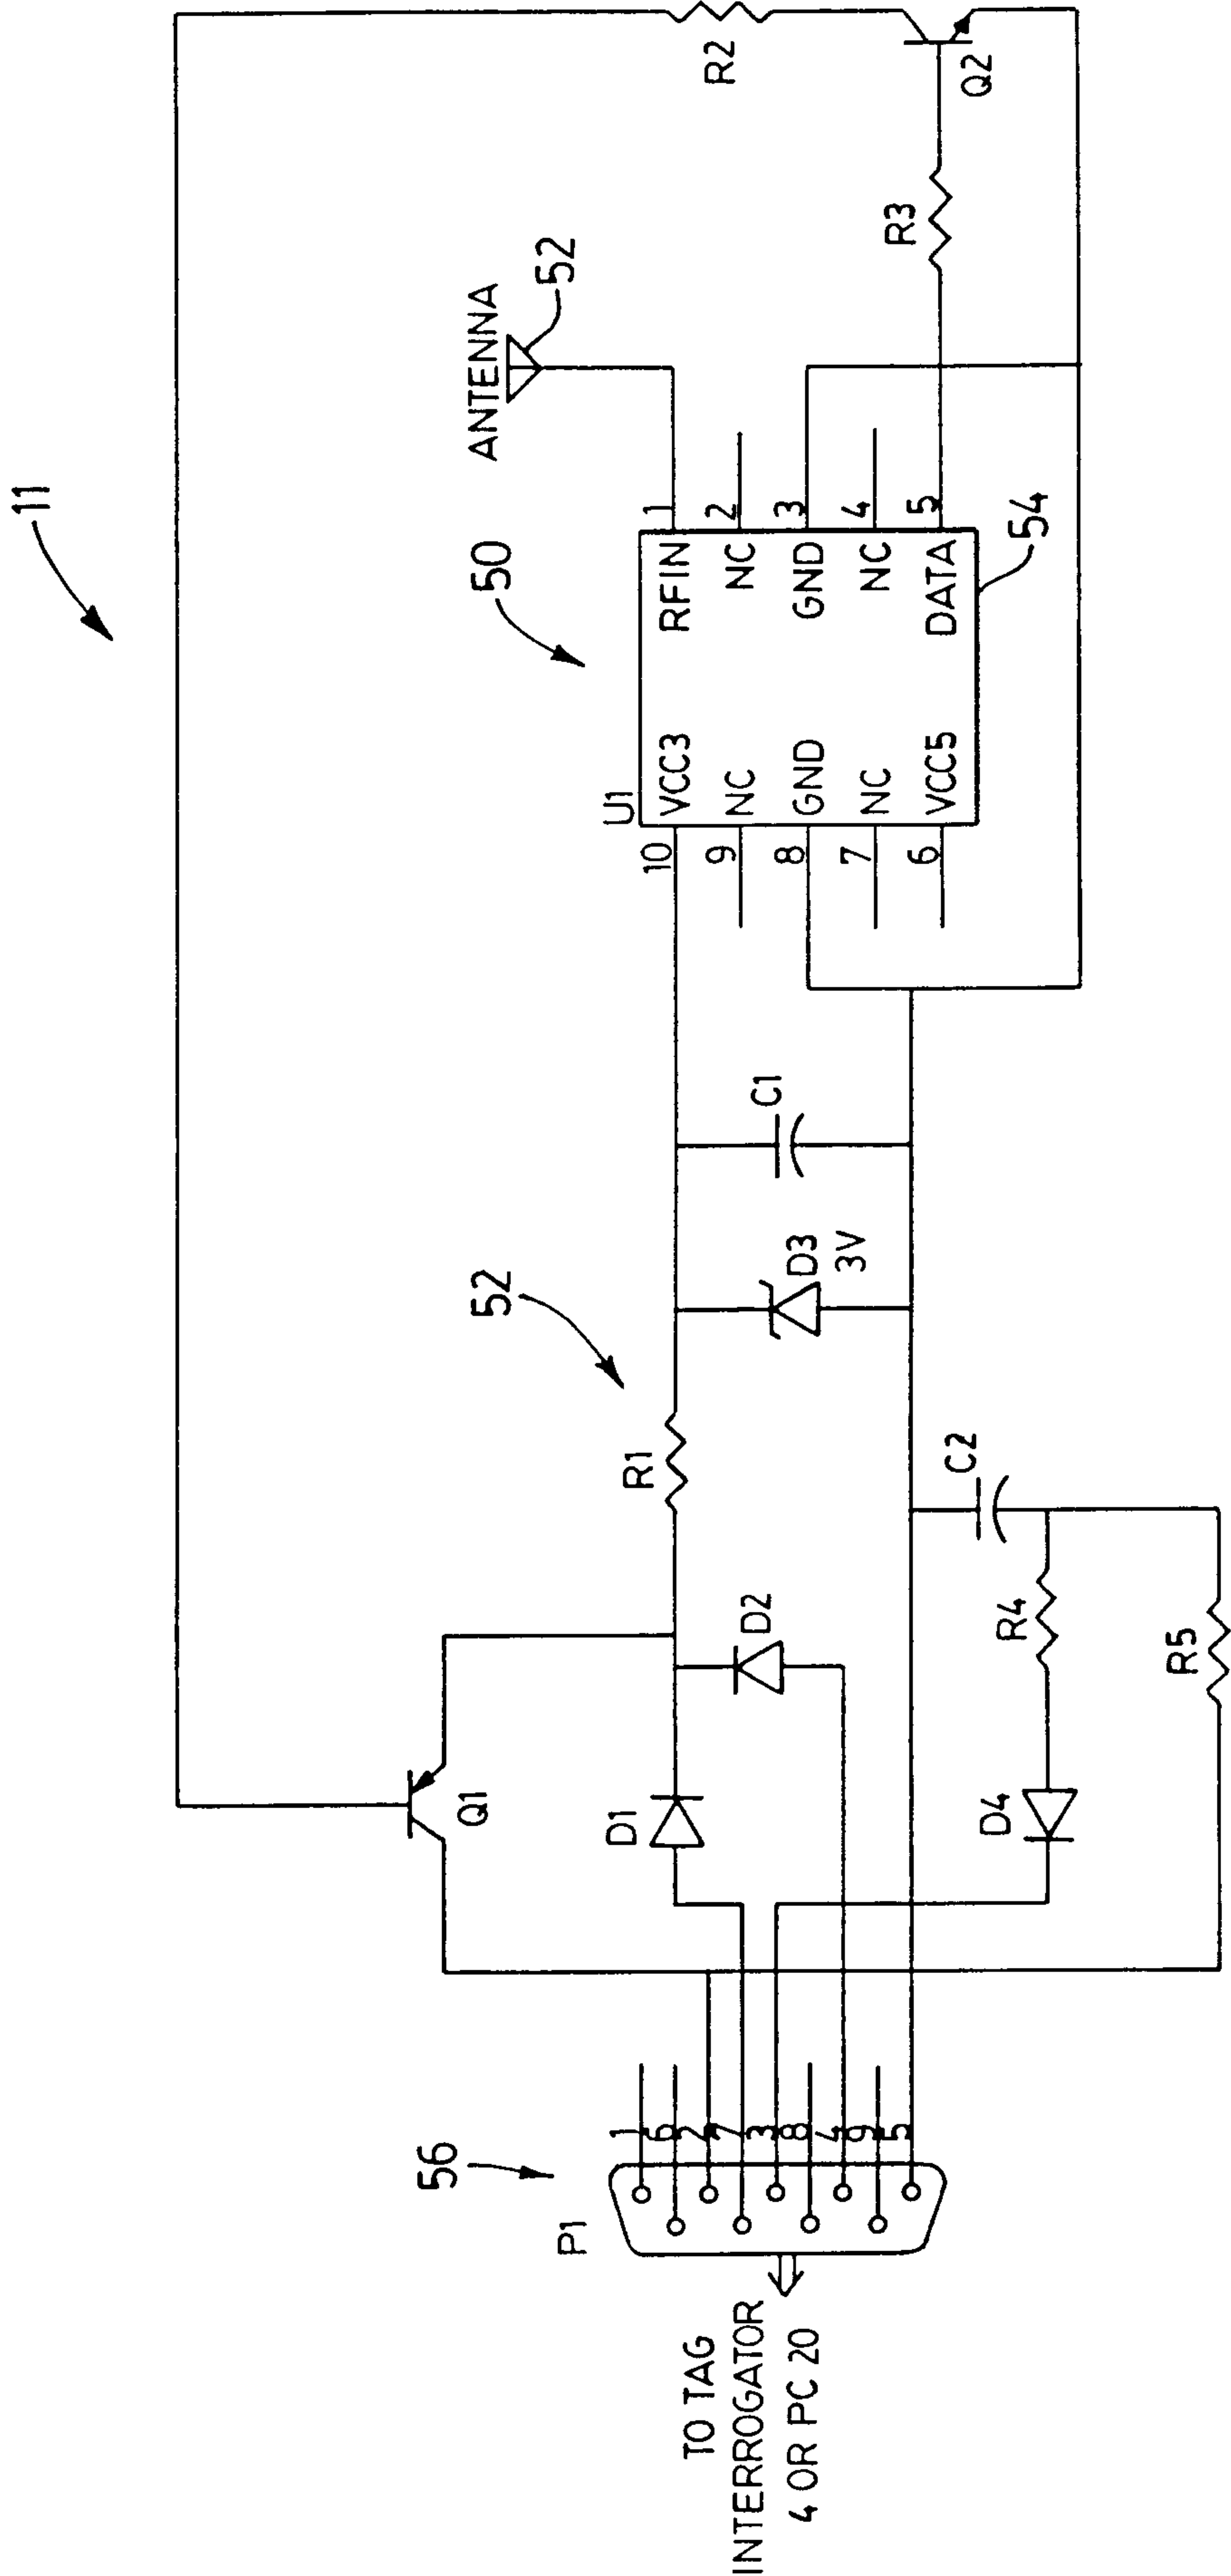 11
R2
Q2
R3
ANTENNA
52
50
U1
VCC3
RFIN
NC
NC
GND
GND
NC
NC
VCC5
DATA
10
9
8
7
6
1
2
3
4
5
54
52
C1
D3
3V
R1
C2
Q1
D1
D2
R4
D4
R5
56
P1
1
6
2
7
3
8
4
9
5
TO TAG
INTERROGATOR
4 OR PC 20